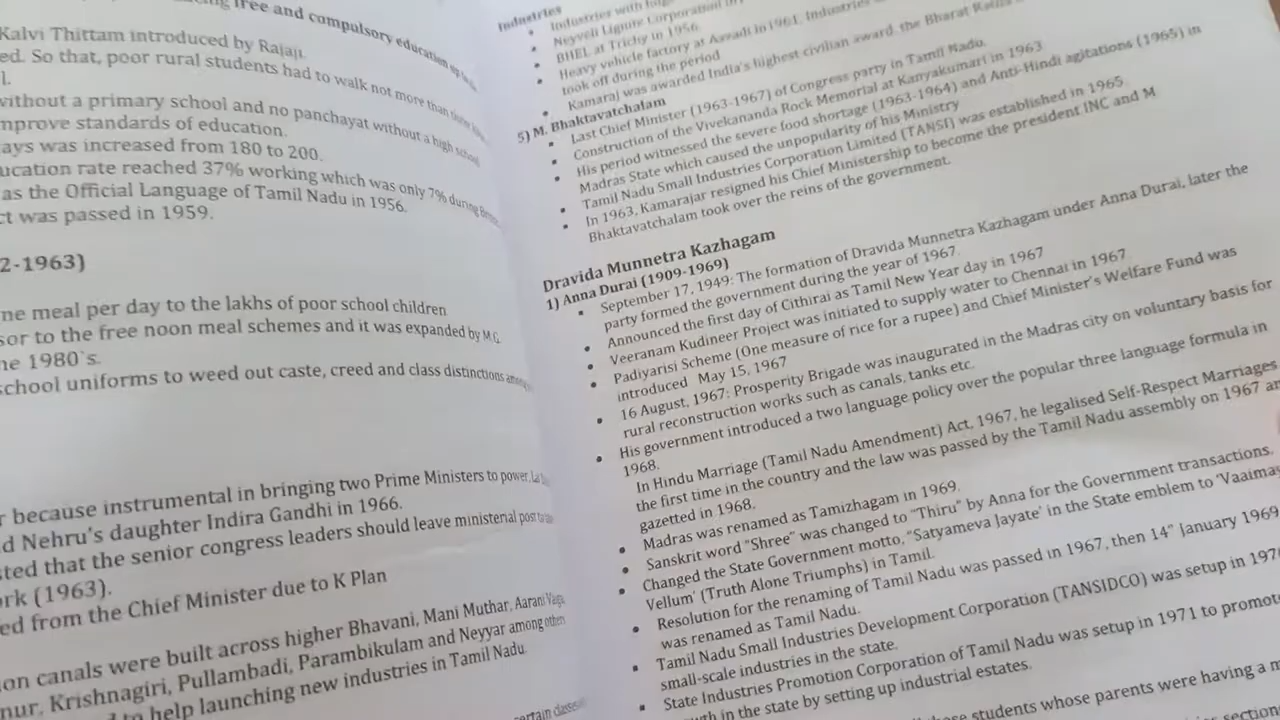 free and compulsory education up
Kalvi Thittam introduced by Rajaji.
ed. So that, poor rural students had to walk not more than
l.
without a primary school and no panchayat without a high school
mprove standards of education.
ays was increased from 180 to 200.
ucation rate reached 37% working which was only 7% during
as the Official Language of Tamil Nadu in 1956.
ct was passed in 1959.
2-1963)
ne meal per day to the lakhs of poor school children
sor to the free noon meal schemes and it was expanded by M.G.
he 1980`s.
school uniforms to weed out caste, creed and class distinctions
r because instrumental in bringing two Prime Ministers to power,
d Nehru's daughter Indira Gandhi in 1966.
sted that the senior congress leaders should leave ministerial post to
ork (1963).
ed from the Chief Minister due to K Plan
ion canals were built across higher Bhavani, Mani Muthar, Aarani
nur, Krishnagiri, Pullambadi, Parambikulam and Neyyar among others
to help launching new industries in Tamil Nadu.
certain classes
Industries
• Industries with
• Neyveli Lignite Corporation
• BHEL at Trichy in 1956.
• Heavy vehicle factory at Avadi in 1961. Industries
took off during the period
• Kamaraj was awarded India's highest civilian award, the Bharat
5) M. Bhaktavatchalam
• Last Chief Minister (1963-1967) of Congress party in Tamil Nadu.
• Construction of the Vivekananda Rock Memorial at Kanyakumari in 1963
• His period witnessed the severe food shortage (1963-1964) and Anti-Hindi agitations (1965) in
Madras State which caused the unpopularity of his Ministry
• Tamil Nadu Small Industries Corporation Limited (TANSI) was established in 1965.
• In 1963, Kamarajar resigned his Chief Ministership to become the president INC and M
Bhaktavatchalam took over the reins of the government.
Dravida Munnetra Kazhagam
1) Anna Durai (1909-1969)
• September 17, 1949: The formation of Dravida Munnetra Kazhagam under Anna Durai, later the
party formed the government during the year of 1967.
• Announced the first day of Cithirai as Tamil New Year day in 1967
• Veeranam Kudineer Project was initiated to supply water to Chennai in 1967
• Padiyarisi Scheme (One measure of rice for a rupee) and Chief Minister's Welfare Fund was
introduced May 15, 1967
• 16 August, 1967: Prosperity Brigade was inaugurated in the Madras city on voluntary basis for
rural reconstruction works such as canals, tanks etc.
• His government introduced a two language policy over the popular three language formula in
1968.
In Hindu Marriage (Tamil Nadu Amendment) Act, 1967, he legalised Self-Respect Marriages
the first time in the country and the law was passed by the Tamil Nadu assembly on 1967 an
gazetted in 1968.
• Madras was renamed as Tamizhagam in 1969.
• Sanskrit word "Shree" was changed to "Thiru" by Anna for the Government transactions.
• Changed the State Government motto, "Satyameva Jayate' in the State emblem to 'Vaaima
Vellum' (Truth Alone Triumphs) in Tamil.
• Resolution for the renaming of Tamil Nadu was passed in 1967, then 14" January 1969
was renamed as Tamil Nadu.
• Tamil Nadu Small Industries Development Corporation (TANSIDCO) was setup in 197
small-scale industries in the state.
• State Industries Promotion Corporation of Tamil Nadu was setup in 1971 to promote
in the state by setting up industrial estates.
students whose parents were having a m
section